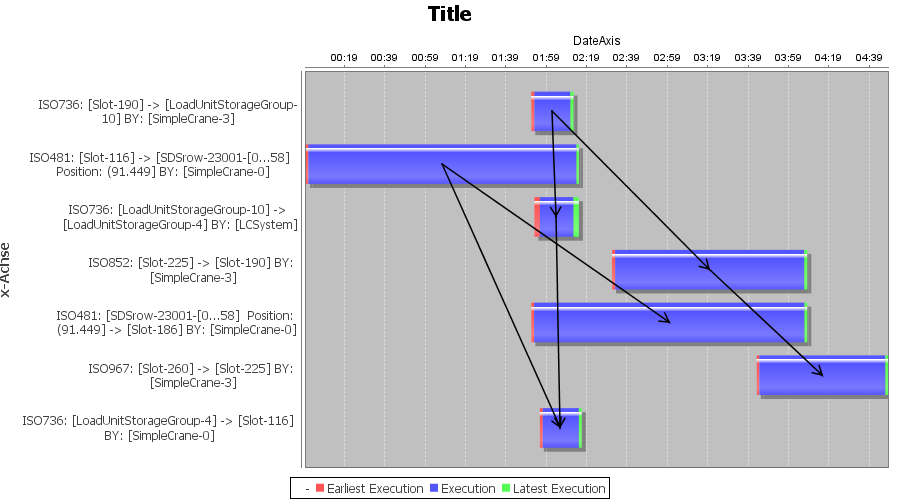 Title
DateAxis
00:19 00:39 00:59 01:19 01:39 01:59 02:19 02:39 02:59 03:19 03:39 03:59 04:19 04:39
ISO736: [Slot-190] -> [LoadUnitStorageGroup-
10] BY: [SimpleCrane-3]
ISO481: [Slot-116] -> [SDSrow-23001-[0...58]
Position: (91.449] BY: [SimpleCrane-0]
ISO736: [LoadUnitStorageGroup-10] ->
[LoadUnitStorageGroup-4] BY: [LCSystem]
x-Achse
ISO852: [Slot-225] -> [Slot-190] BY:
[SimpleCrane-3]
ISO481: [SDSrow-23001-[0...58] Position:
(91.449] -> [Slot-186] BY: [SimpleCrane-0]
ISO967: [Slot-260] -> [Slot-225] BY:
[SimpleCrane-3]
ISO736: [LoadUnitStorageGroup-4] -> [Slot-116]
BY: [SimpleCrane-0]
- Earliest Execution Execution Latest Execution